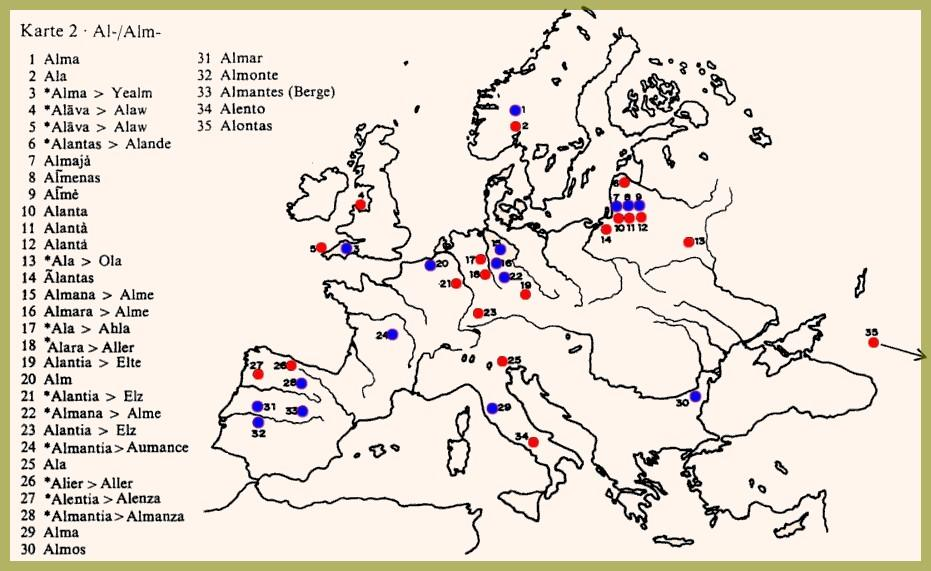 Karte 2 · Al-/Alm-
1 Alma
2 Ala
3 *Alma > Yealm
4 *Alāva > Alaw
5 *Alāva > Alaw
6 *Alantas > Alande
7 Almajà
8 Al̃menas
9 Al̃mė
10 Alanta
11 Alantà
12 Alantá
13 *Ala > Ola
14 Ãlantas
15 Almana > Alme
16 Almara > Alme
17 *Ala > Ahla
18 *Alara > Aller
19 Alantia > Elte
20 Alm
21 *Alantia > Elz
22 *Almana > Alme
23 Alantia > Elz
24 *Almantia > Aumance
25 Ala
26 *Alier > Aller
27 *Alentia > Alenza
28 *Almantia > Almanza
29 Alma
30 Almos
31 Almar
32 Almonte
33 Almantes (Berge)
34 Alento
35 Alontas
1
2
6
7 8 9
10 11 12
14
13
4
5
3
15
20
17
16
18
22
21
19
23
24
35
25
27
26
28
31
33
32
29
30
34